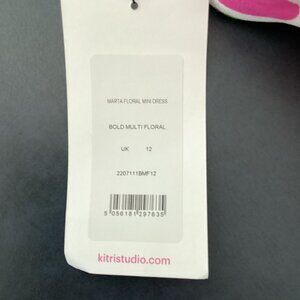 MARTA FLORAL MINI DRESS
BOLD MULTI FLORAL
UK 12
2207111BMF12
5 056181 297635
kitristudio.com